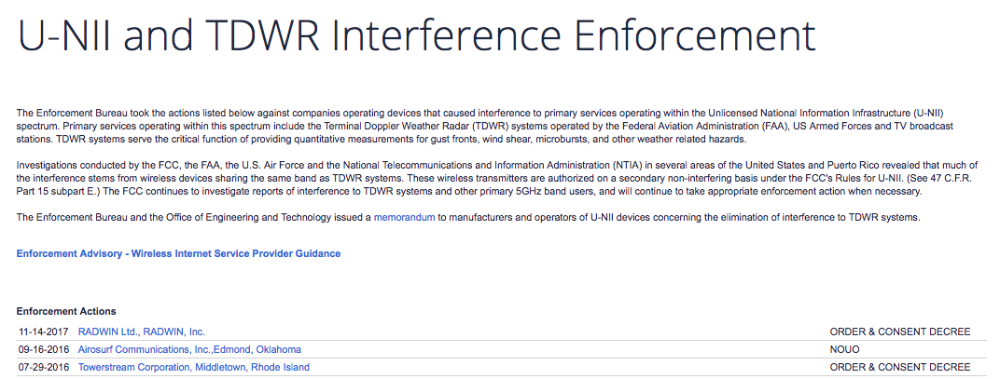 U-NII and TDWR Interference Enforcement
The Enforcement Bureau took the actions listed below against companies operating devices that caused interference to primary services operating within the Unlicensed National Information Infrastructure (U-NII)
spectrum. Primary services operating within this spectrum include the Terminal Doppler Weather Radar (TDWR) systems operated by the Federal Aviation Administration (FAA), US Armed Forces and TV broadcast
stations. TDWR systems serve the critical function of providing quantitative measurements for gust fronts, wind shear, microbursts, and other weather related hazards.
Investigations conducted by the FCC, the FAA, the U.S. Air Force and the National Telecommunications and Information Administration (NTIA) in several areas of the United States and Puerto Rico revealed that much of
the interference stems from wireless devices sharing the same band as TDWR systems. These wireless transmitters are authorized on a secondary non-interfering basis under the FCC's Rules for U-NII. (See 47 C.F.R.
Part 15 subpart E.) The FCC continues to investigate reports of interference to TDWR systems and other primary 5GHz band users, and will continue to take appropriate enforcement action when necessary.
The Enforcement Bureau and the Office of Engineering and Technology issued a memorandum to manufacturers and operators of U-NII devices concerning the elimination of interference to TDWR systems.
Enforcement Advisory - Wireless Internet Service Provider Guidance
Enforcement Actions
11-14-2017 RADWIN Ltd., RADWIN, Inc. ORDER & CONSENT DECREE
09-16-2016 Airosurf Communications, Inc.,Edmond, Oklahoma NOUO
07-29-2016 Towerstream Corporation, Middletown, Rhode Island ORDER & CONSENT DECREE